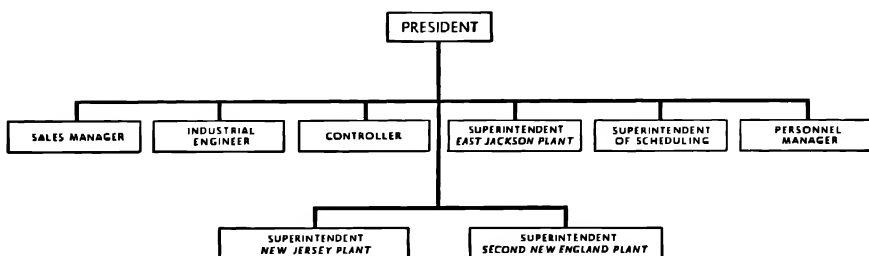 PRESIDENT
SALES MANAGER
INDUSTRIAL
ENGINEER
CONTROLLER
SUPERINTENDENT
EAST JACKSON PLANT
SUPERINTENDENT
OF SCHEDULING
PERSONNEL
MANAGER
SUPERINTENDENT
NEW JERSEY PLANT
SUPERINTENDENT
SECOND NEW ENGLAND PLANT